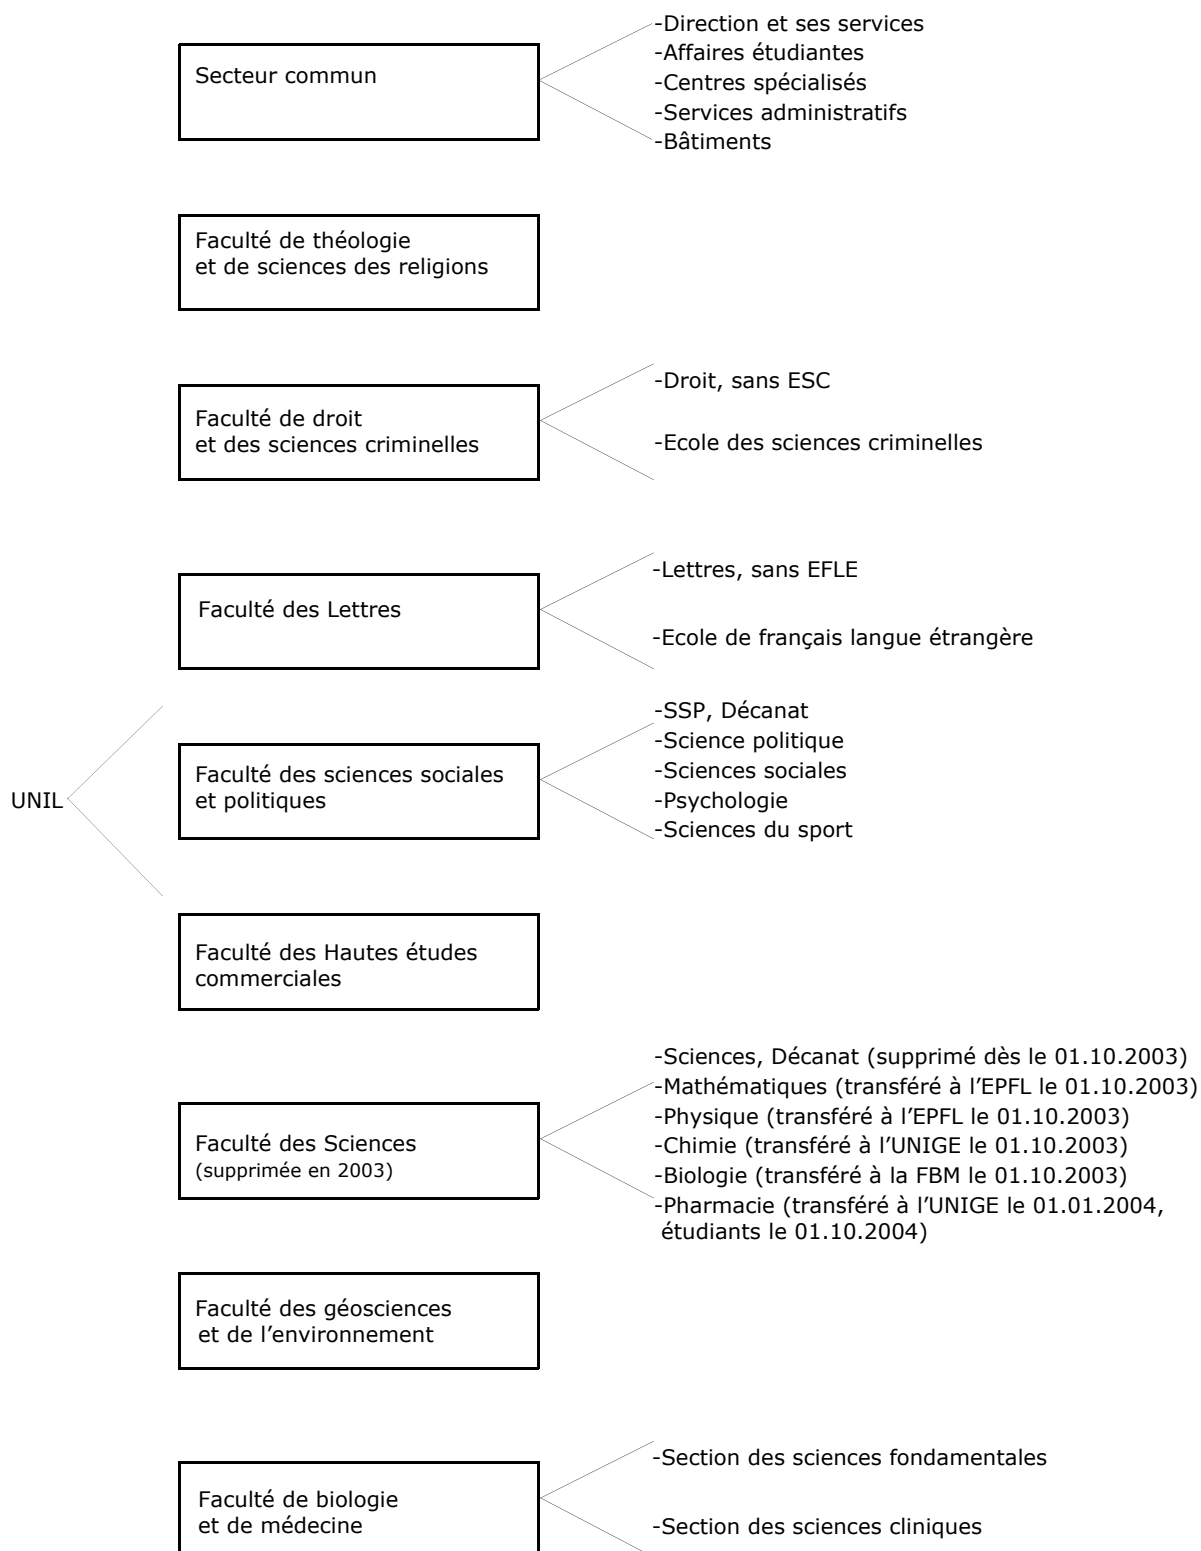 Secteur commun
-Direction et ses services
-Affaires étudiantes
-Centres spécialisés
-Services administratifs
-Bâtiments
Faculté de théologie
et de sciences des religions
Faculté de droit
et des sciences criminelles
-Droit, sans ESC
-Ecole des sciences criminelles
Faculté des Lettres
-Lettres, sans EFLE
-Ecole de français langue étrangère
UNIL
Faculté des sciences sociales
et politiques
-SSP, Décanat
-Science politique
-Sciences sociales
-Psychologie
-Sciences du sport
Faculté des Hautes études
commerciales
Faculté des Sciences
(supprimée en 2003)
-Sciences, Décanat (supprimé dès le 01.10.2003)
-Mathématiques (transféré à l’EPFL le 01.10.2003)
-Physique (transféré à l’EPFL le 01.10.2003)
-Chimie (transféré à l’UNIGE le 01.10.2003)
-Biologie (transféré à la FBM le 01.10.2003)
-Pharmacie (transféré à l’UNIGE le 01.01.2004,
étudiants le 01.10.2004)
Faculté des géosciences
et de l’environnement
Faculté de biologie
et de médecine
-Section des sciences fondamentales
-Section des sciences cliniques